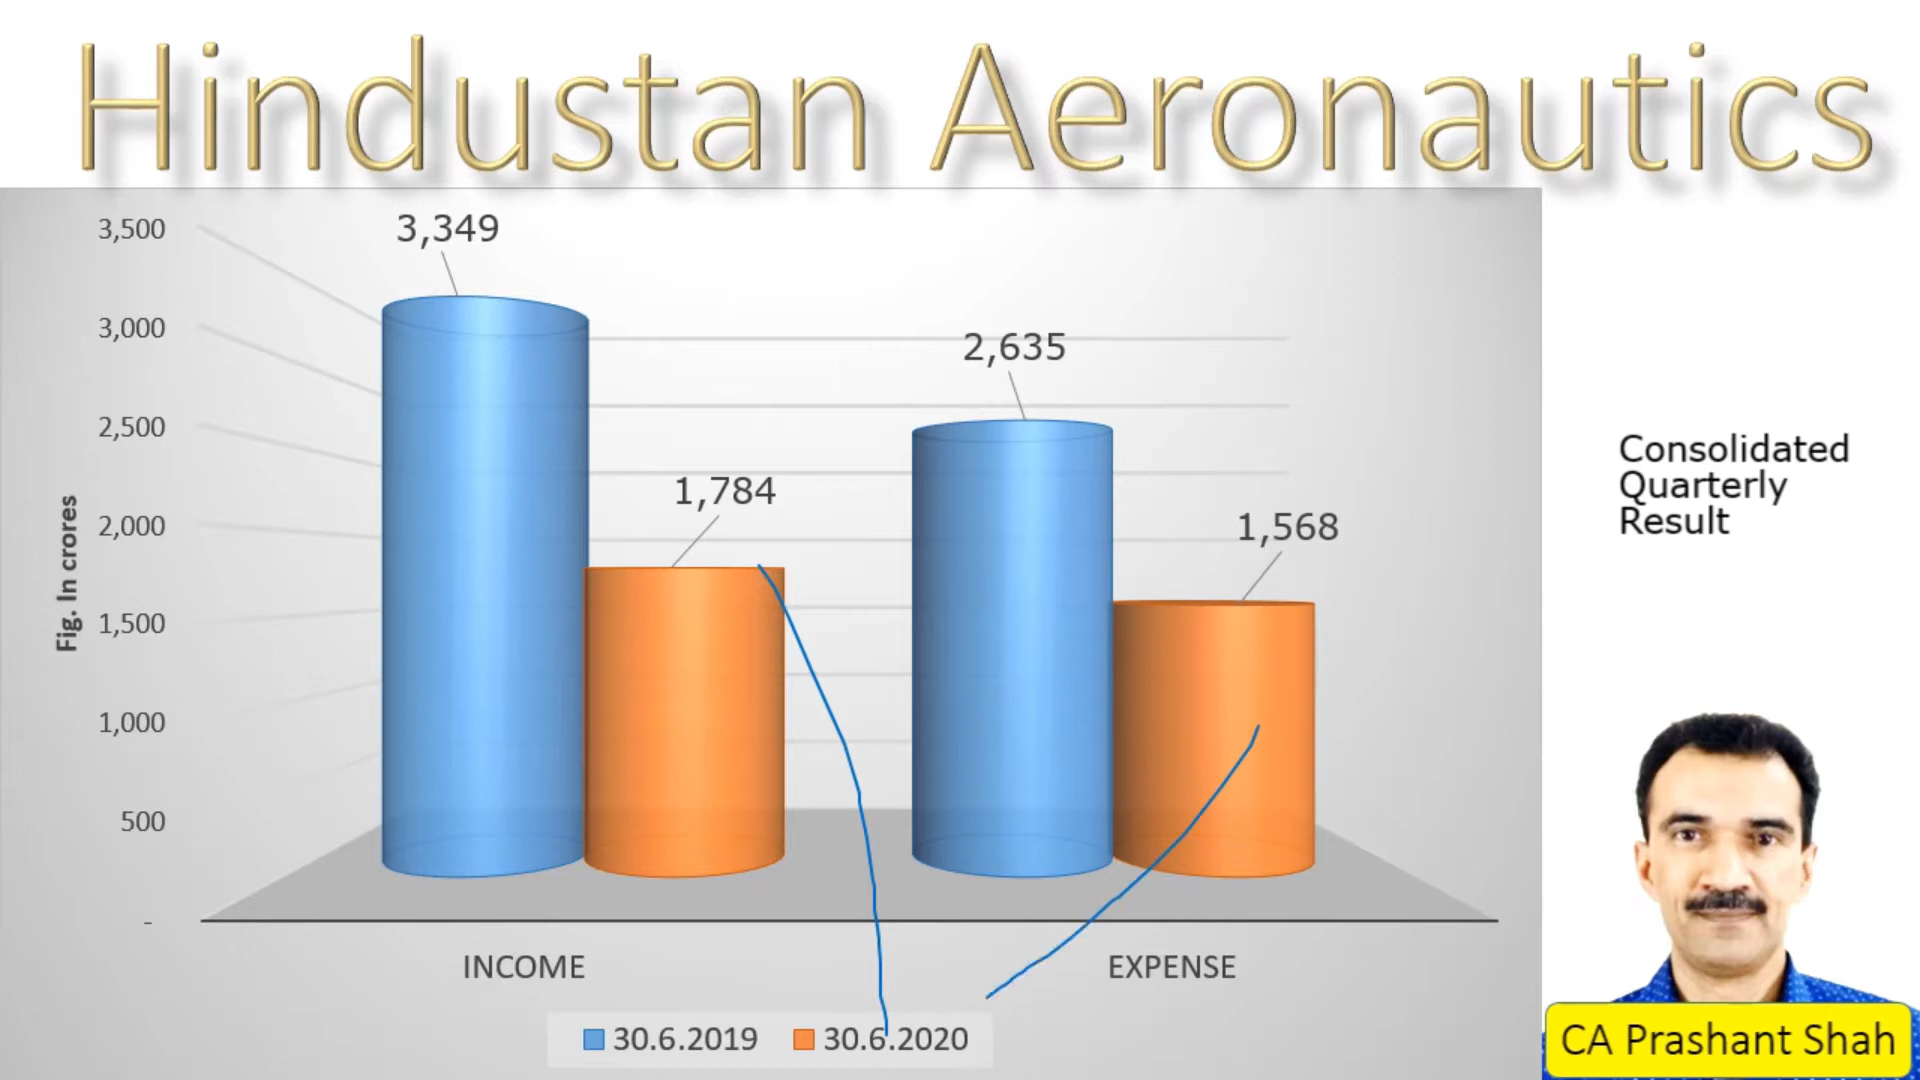 Hindustan Aeronautics
3,500
3,000
2,500
2,000
1,500
1,000
500
-
Fig. In crores
3,349
1,784
2,635
1,568
INCOME
EXPENSE
30.6.2019
30.6.2020
Consolidated
Quarterly
Result
CA Prashant Shah